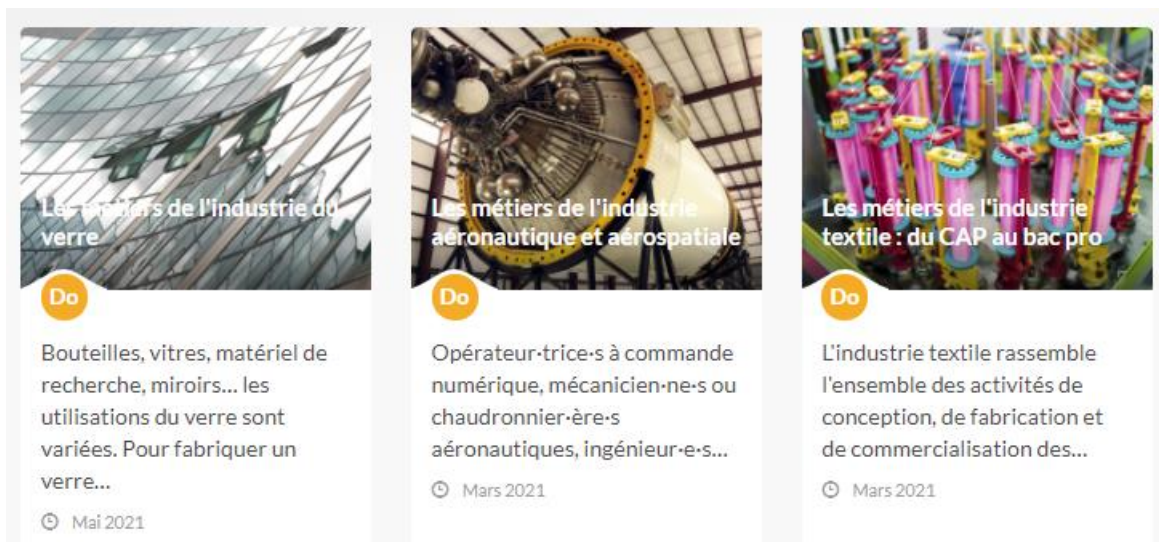 Les métiers de l'industrie du
verre
Do
Bouteilles, vitres, matériel de
recherche, miroirs... les
utilisations du verre sont
variées. Pour fabriquer un
verre...
Mai 2021
Les métiers de l'industrie
aéronautique et aérospatiale
Do
Opérateur·trice·s à commande
numérique, mécanicien·ne·s ou
chaudronnier·ère·s
aéronautiques, ingénieur·e·s...
Mars 2021
Les métiers de l'industrie
textile : du CAP au bac pro
Do
L'industrie textile rassemble
l'ensemble des activités de
conception, de fabrication et
de commercialisation des...
Mars 2021